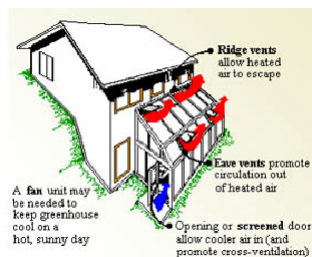 Ridge vents
allow heated
air to escape
Eave vents promote
circulation out
of heated air
A fan unit may
be needed to
keep greenhouse
cool on a
hot, sunny day
Opening or screened door
allow cooler air in (and
promote cross-ventilation)